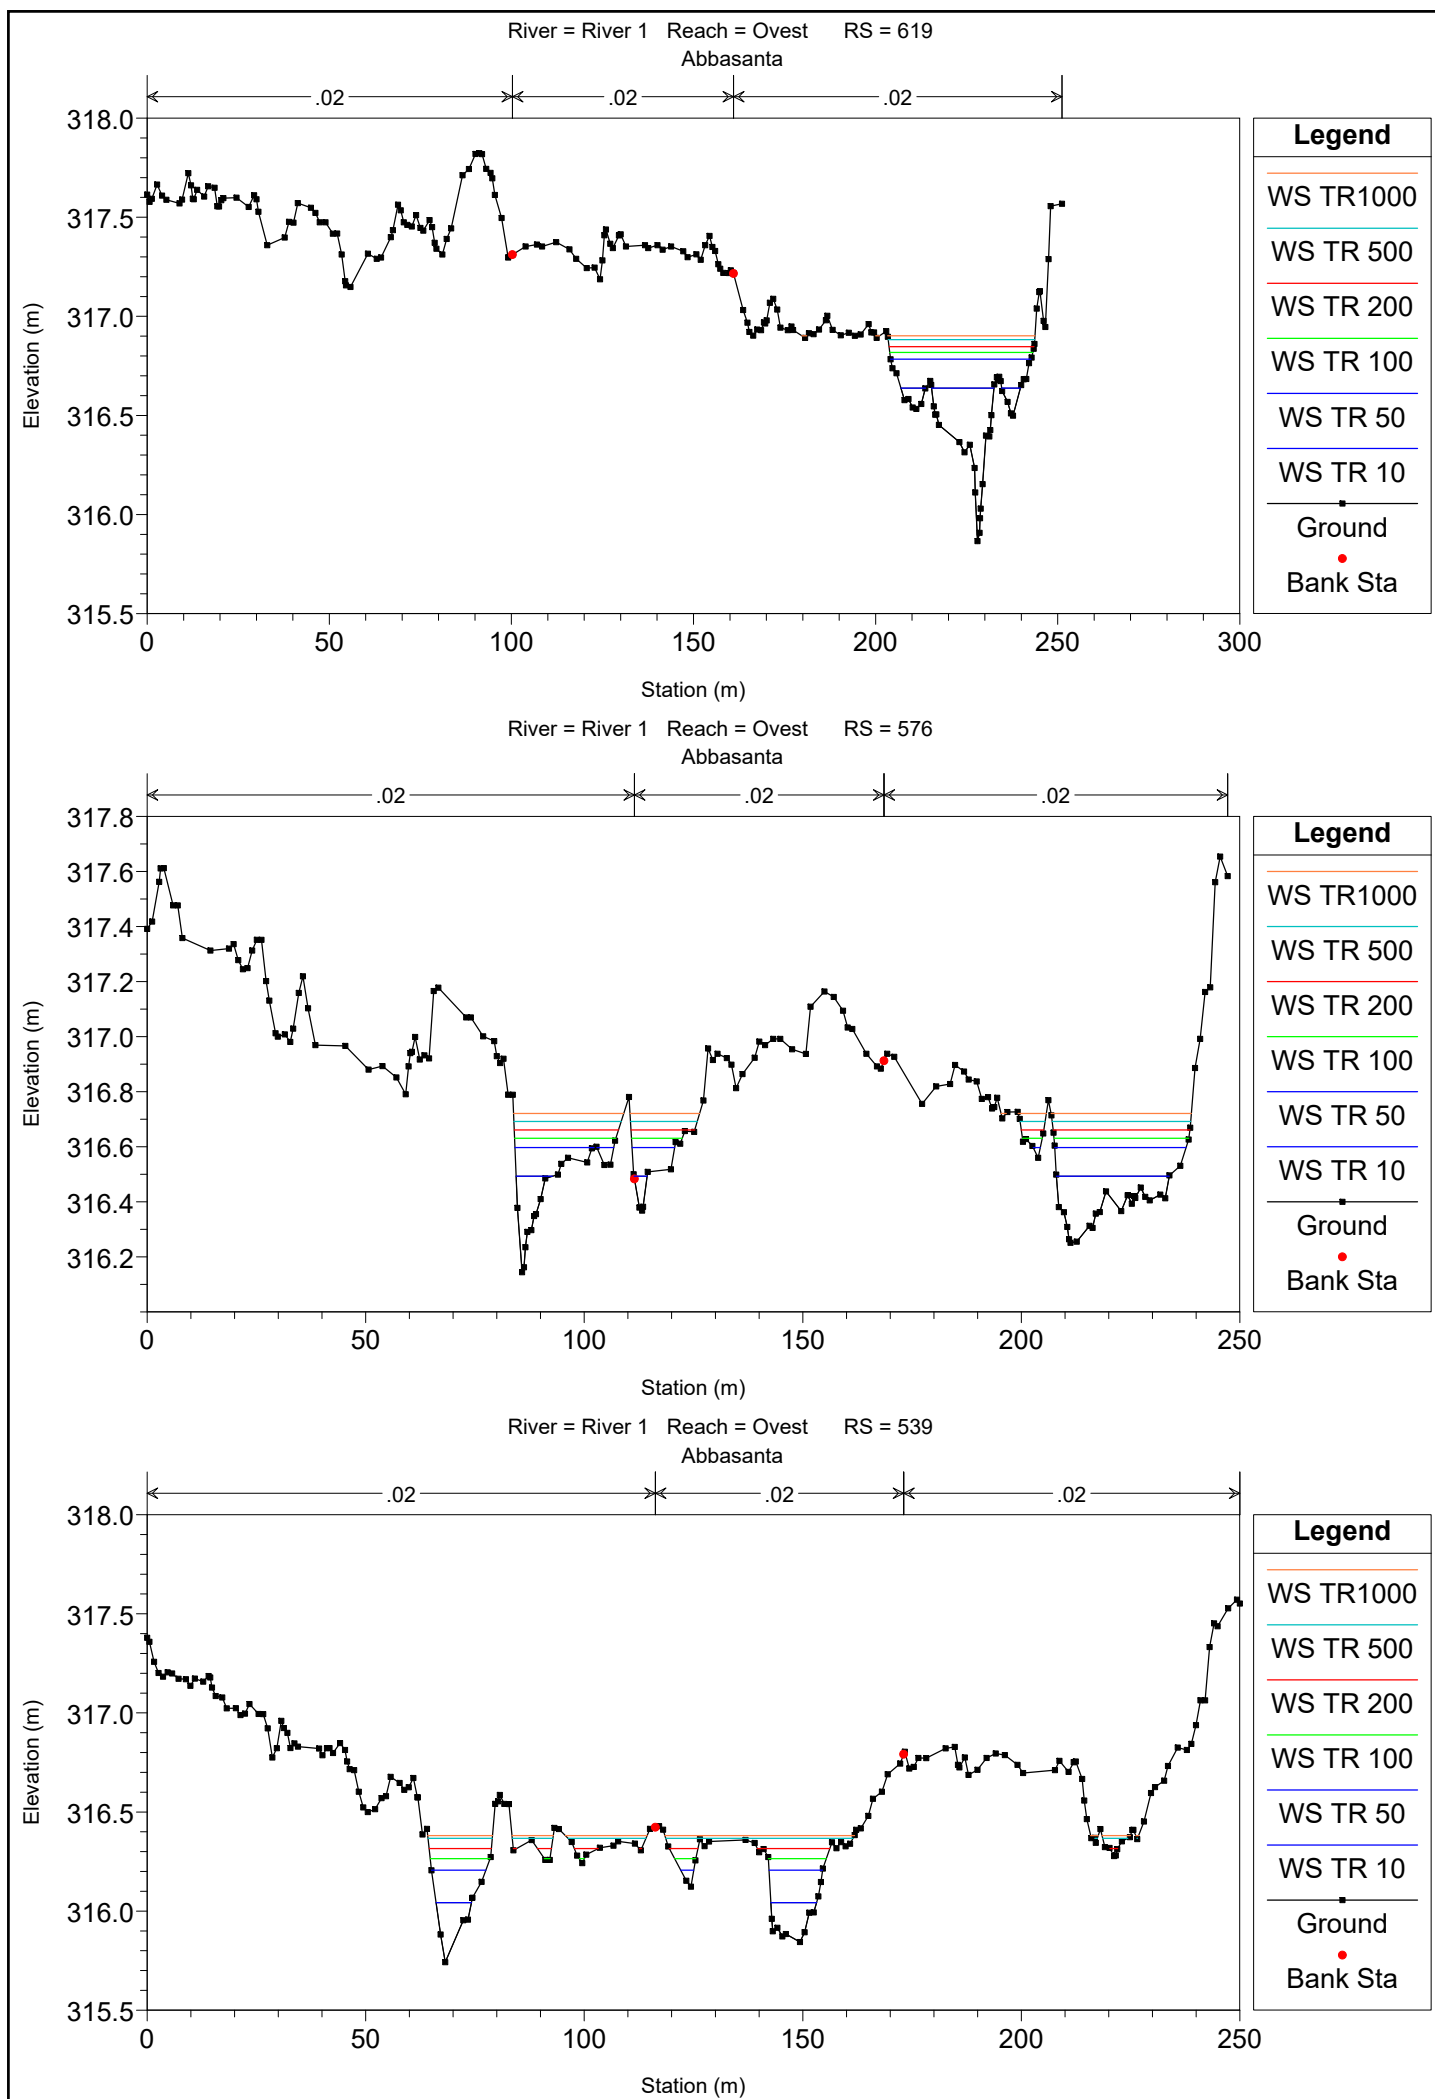 River = River 1 Reach = Ovest RS = 619
Abbasanta
.02 .02 .02
318.0
317.5
317.0
316.5
316.0
315.5
Elevation (m)
0 50 100 150 200 250 300
Station (m)
Legend
WS TR1000
WS TR 500
WS TR 200
WS TR 100
WS TR 50
WS TR 10
Ground
Bank Sta
River = River 1 Reach = Ovest RS = 576
Abbasanta
.02 .02 .02
317.8
317.6
317.4
317.2
317.0
316.8
316.6
316.4
316.2
Elevation (m)
0 50 100 150 200 250
Station (m)
Legend
WS TR1000
WS TR 500
WS TR 200
WS TR 100
WS TR 50
WS TR 10
Ground
Bank Sta
River = River 1 Reach = Ovest RS = 539
Abbasanta
.02 .02 .02
318.0
317.5
317.0
316.5
316.0
315.5
Elevation (m)
0 50 100 150 200 250
Station (m)
Legend
WS TR1000
WS TR 500
WS TR 200
WS TR 100
WS TR 50
WS TR 10
Ground
Bank Sta